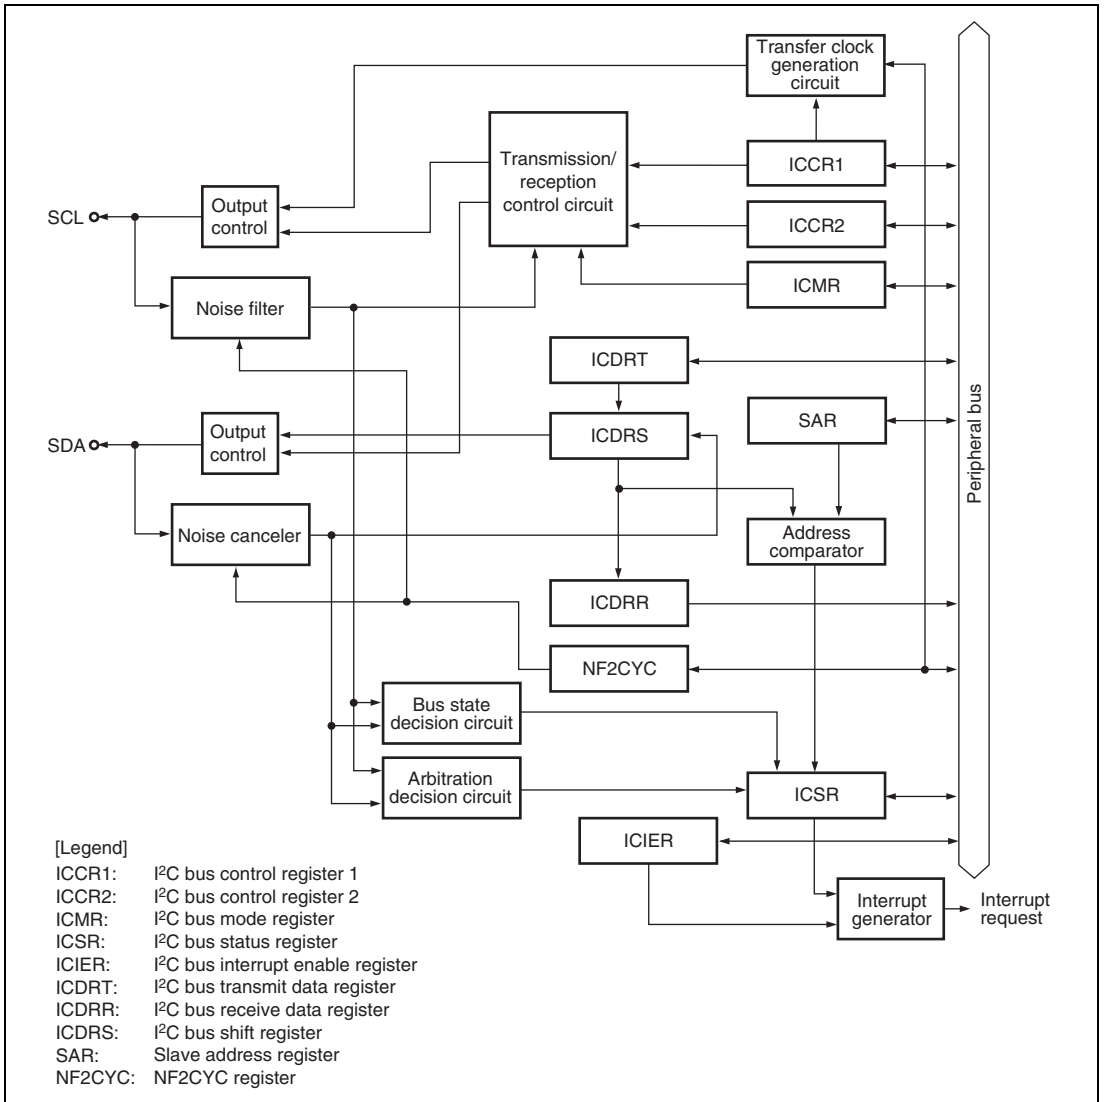 Transfer clock
generation
circuit
Transmission/
reception
control circuit
ICCR1
SCL
Output
control
ICCR2
ICMR
Noise filter
ICDRT
Peripheral bus
SAR
SDA
Output
control
ICDRS
Noise canceler
Address
comparator
ICDRR
NF2CYC
Bus state
decision circuit
Arbitration
decision circuit
ICSR
ICIER
Interrupt
generator
Interrupt
request
[Legend]
ICCR1: I²C bus control register 1
ICCR2: I²C bus control register 2
ICMR: I²C bus mode register
ICSR: I²C bus status register
ICIER: I²C bus interrupt enable register
ICDRT: I²C bus transmit data register
ICDRR: I²C bus receive data register
ICDRS: I²C bus shift register
SAR: Slave address register
NF2CYC: NF2CYC register